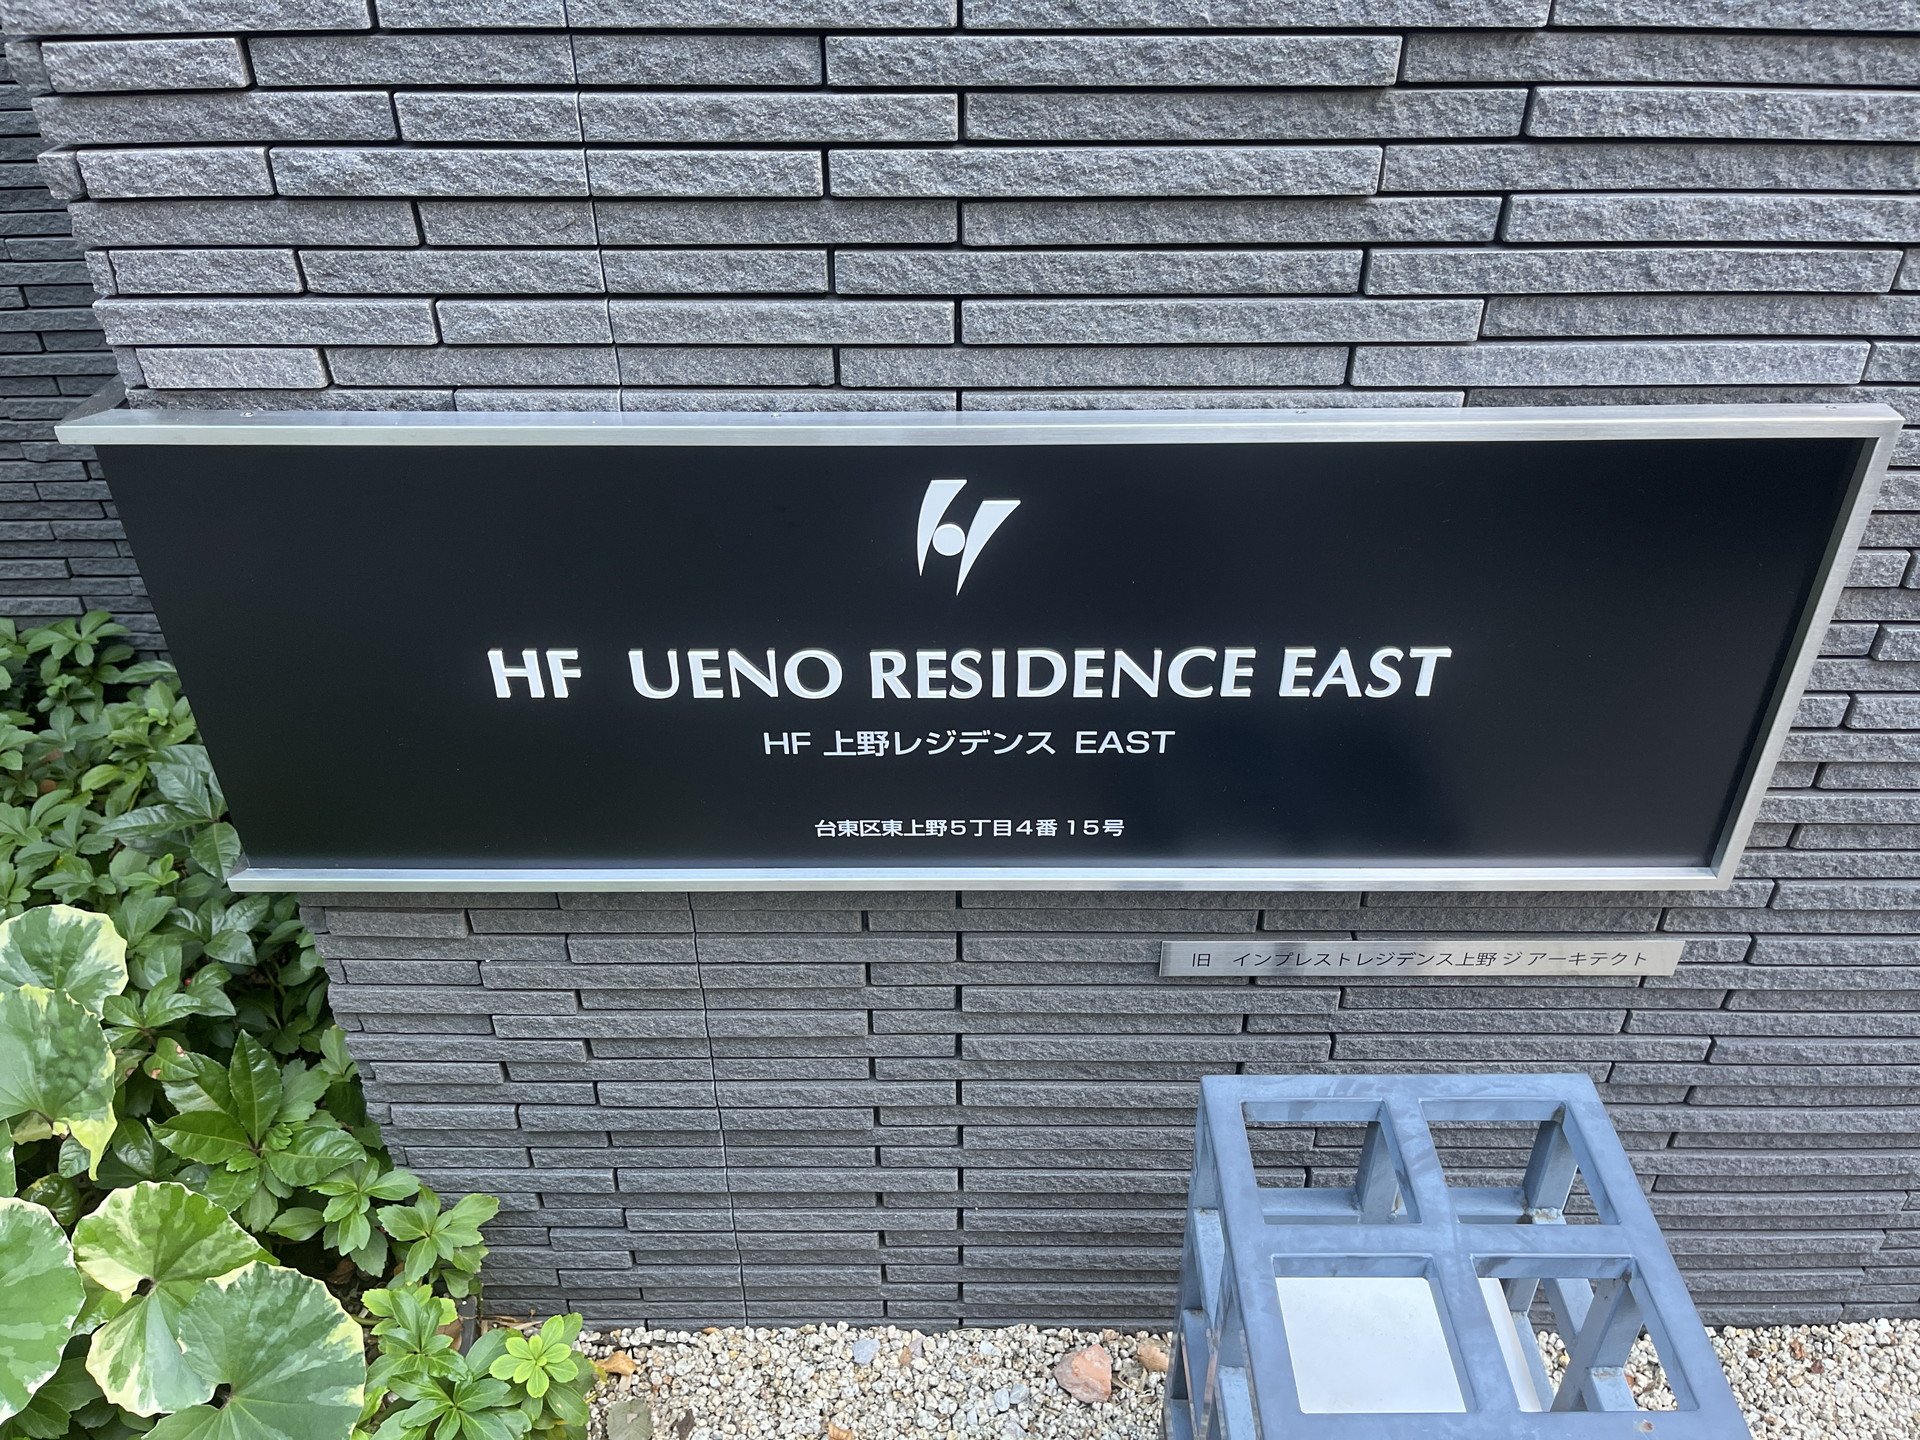 HF UENO RESIDENCE EAST
HF 上野レジデンス EAST
台東区東上野5丁目4番15号
旧 インプレストレジデンス上野 ジ アーキテクト